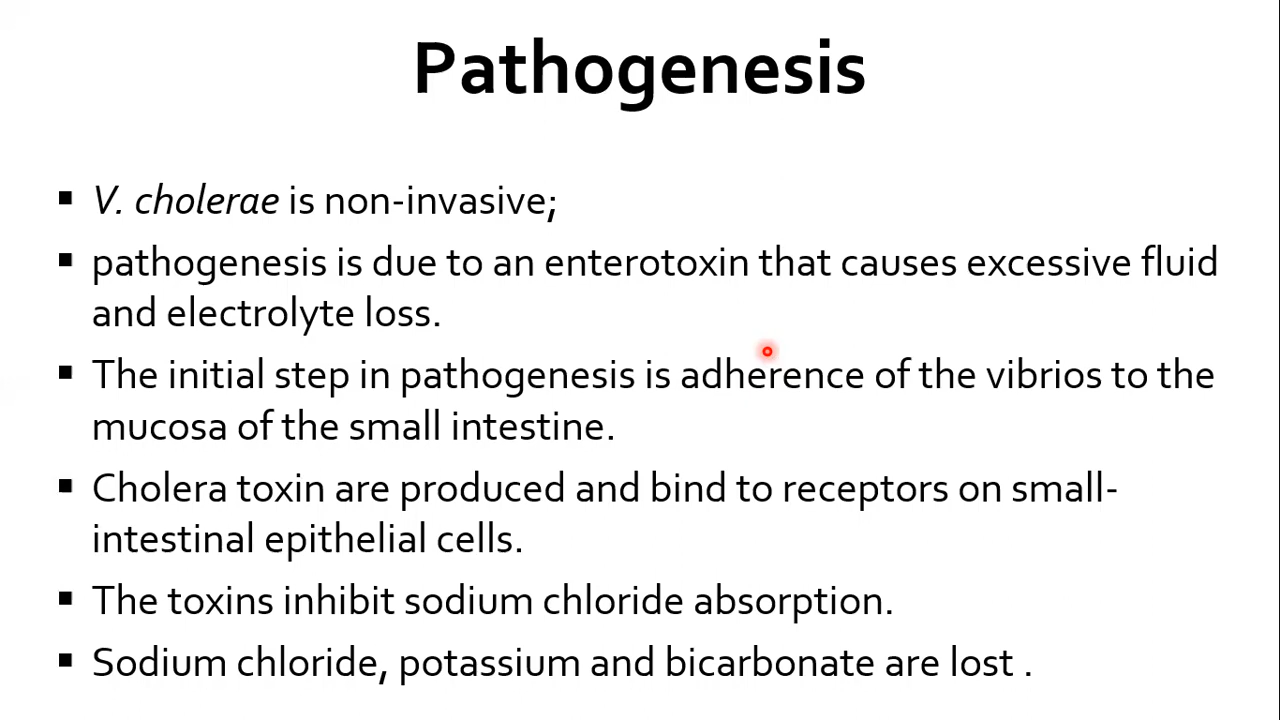 Pathogenesis
▪ V. cholerae is non-invasive;
▪ pathogenesis is due to an enterotoxin that causes excessive fluid
and electrolyte loss.
▪ The initial step in pathogenesis is adherence of the vibrios to the
mucosa of the small intestine.
▪ Cholera toxin are produced and bind to receptors on small-
intestinal epithelial cells.
▪ The toxins inhibit sodium chloride absorption.
▪ Sodium chloride, potassium and bicarbonate are lost .